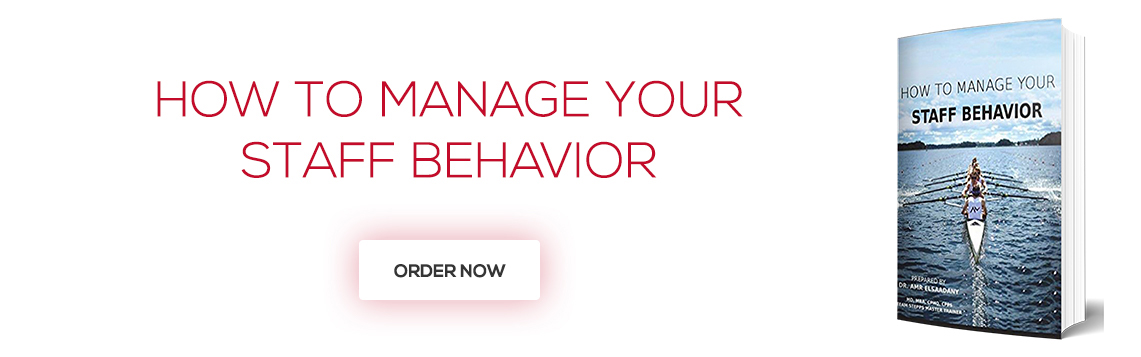 HOW TO MANAGE YOUR
STAFF BEHAVIOR
ORDER NOW
HOW TO MANAGE YOUR
STAFF BEHAVIOR
PREPARED BY
DR. AMR ELSAADANY
MD, MBA, CPHQ, CPPS
TEAM STEPPS MASTER TRAINER